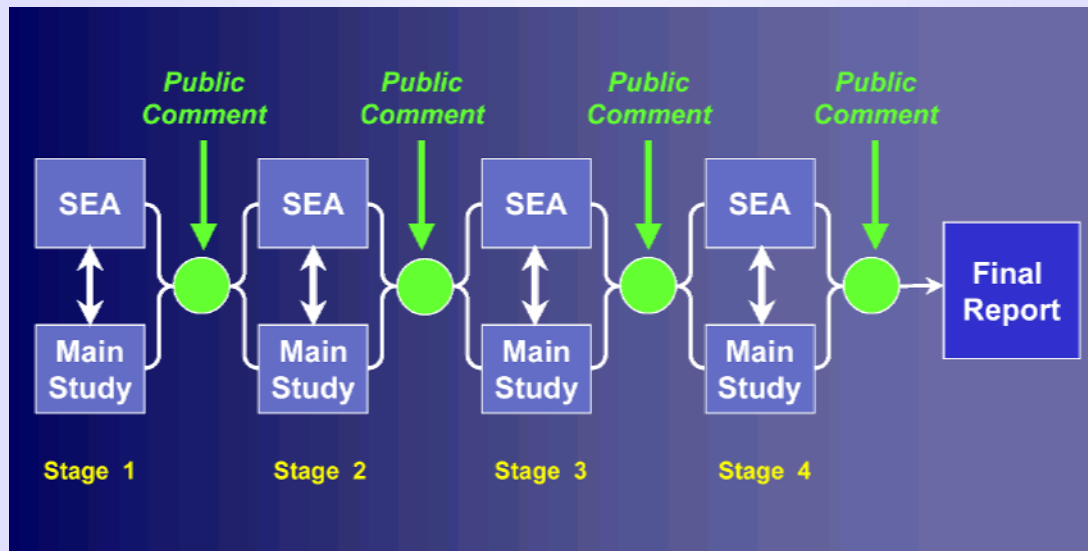 Public
Comment
Public
Comment
Public
Comment
Public
Comment
SEA
SEA
SEA
SEA
Final
Report
Main
Study
Main
Study
Main
Study
Main
Study
Stage 1
Stage 2
Stage 3
Stage 4